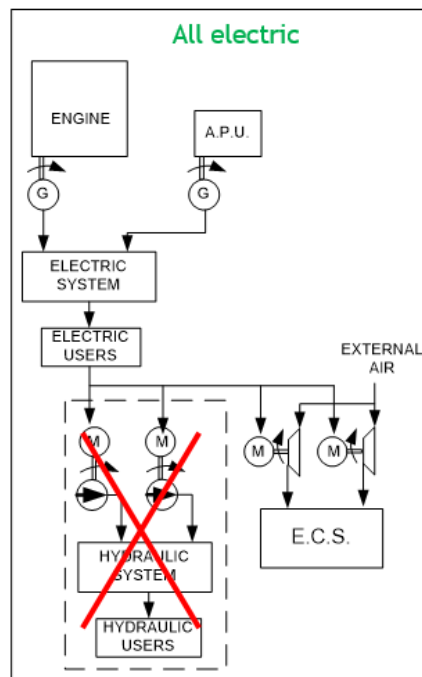 All electric
ENGINE
A.P.U.
G
G
ELECTRIC
SYSTEM
ELECTRIC
USERS
EXTERNAL
AIR
M
M
M
M
E.C.S.
HYDRAULIC
SYSTEM
HYDRAULIC
USERS